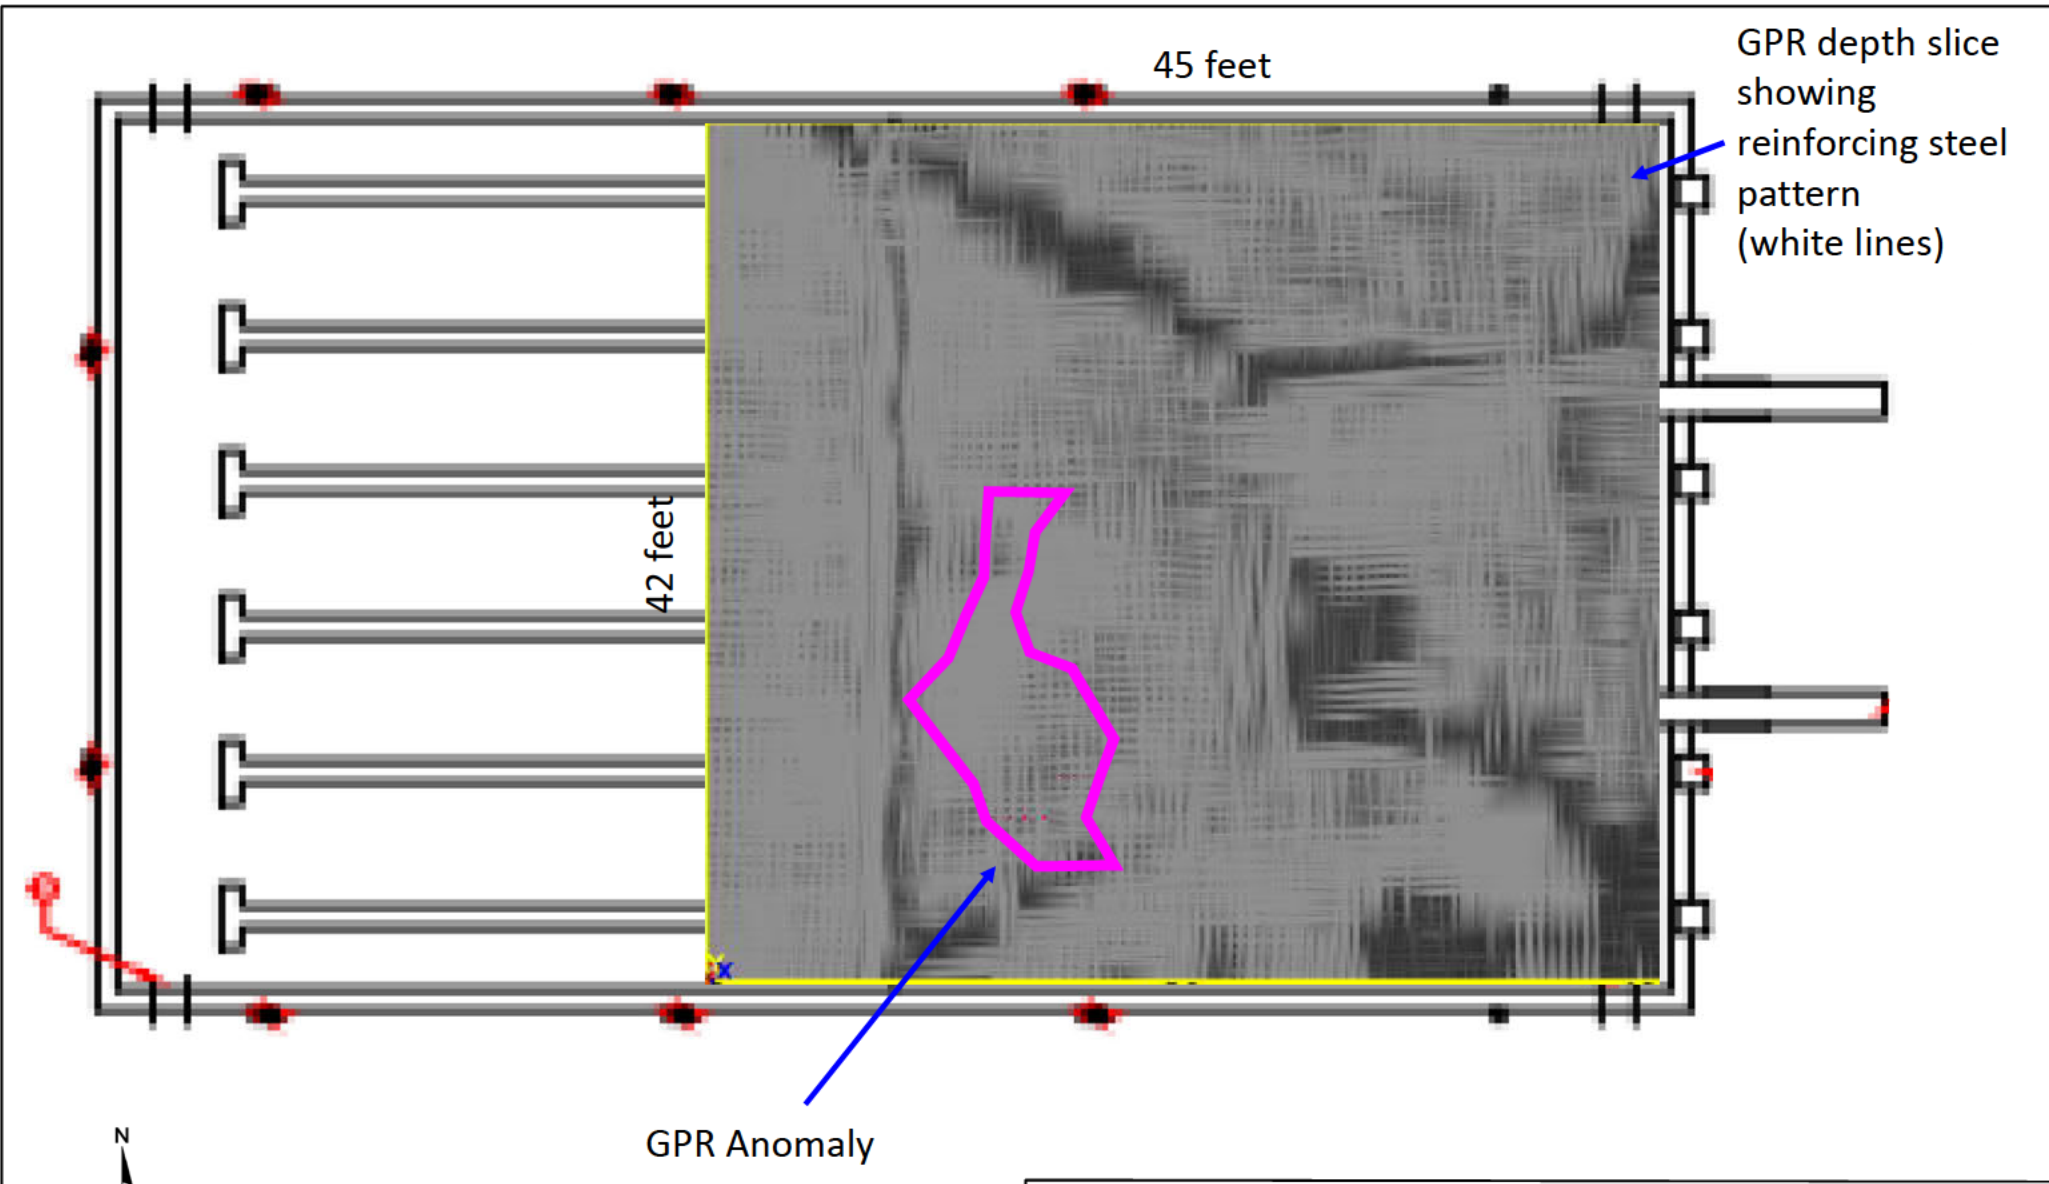 45 feet
GPR depth slice
showing
reinforcing steel
pattern
(white lines)
42 feet
x
GPR Anomaly
N